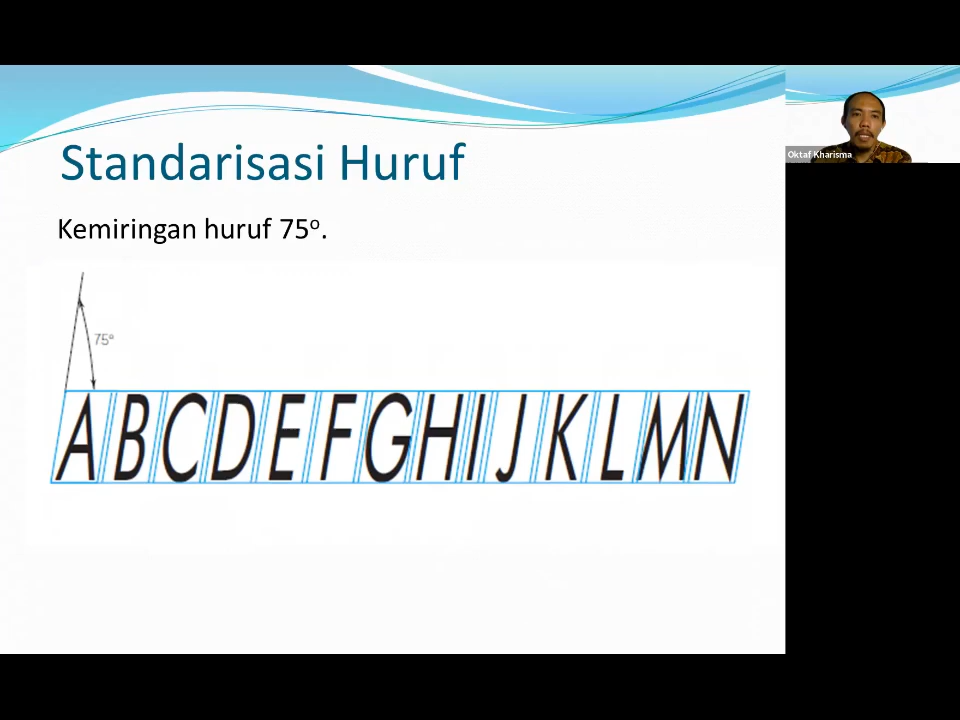 Standarisasi Huruf
Kemiringan huruf 75º.
75º
ABCDEFGHIJKLMN
Oktaf Kharisma